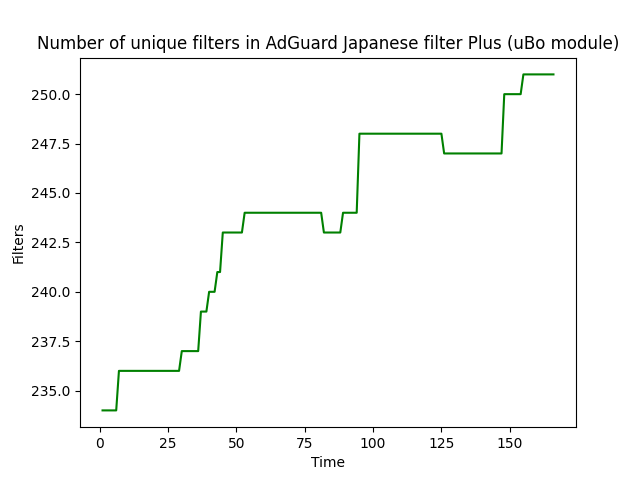 Number of unique filters in AdGuard Japanese filter Plus (uBo module)
Filters
250.0
247.5
245.0
242.5
240.0
237.5
235.0
0 25 50 75 100 125 150
Time